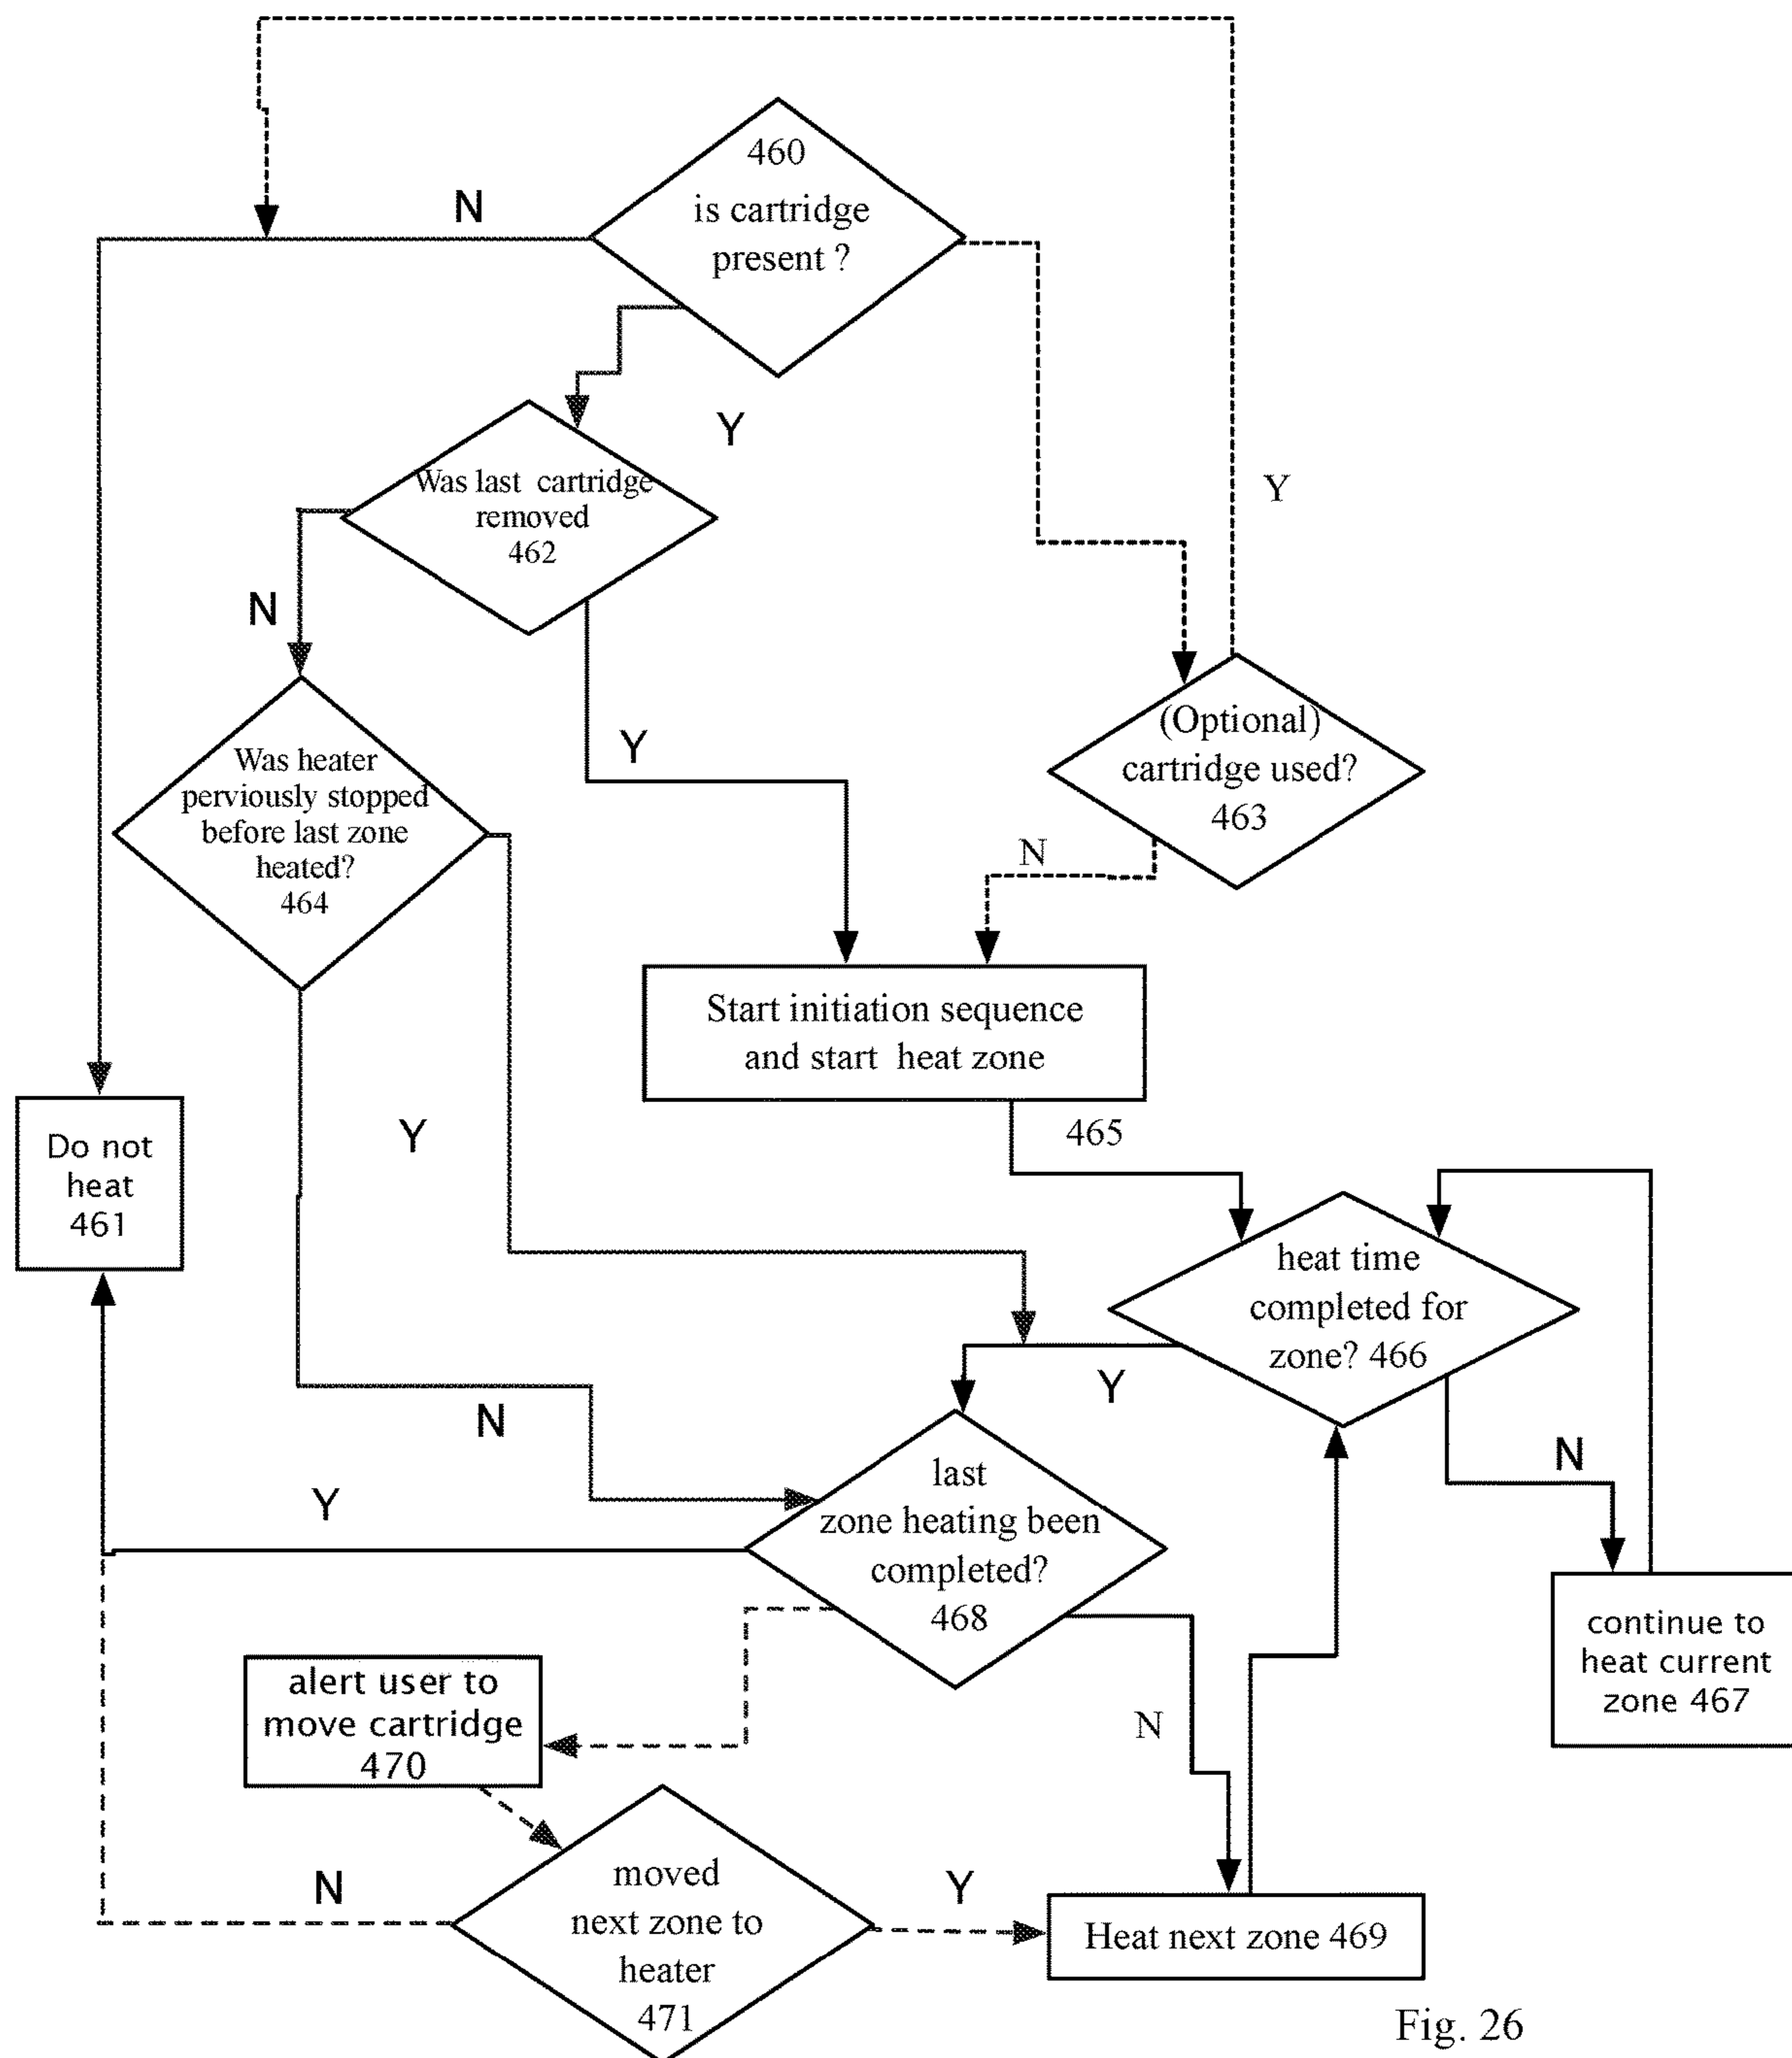 460
is cartridge
present ?
N
Y
Was last  cartridge
removed
462
Y
N
Y
(Optional)
cartridge used?
463
N
Was heater
perviously stopped
before last zone
heated?
464
Start initiation sequence
and start  heat zone
465
Y
Do not
heat
461
heat time
completed for
zone? 466
Y
N
N
Y
last
zone heating been
completed?
468
continue to
heat current
zone 467
alert user to
move cartridge
470
N
N
moved
next zone to
heater
471
Y
Heat next zone 469
Fig. 26